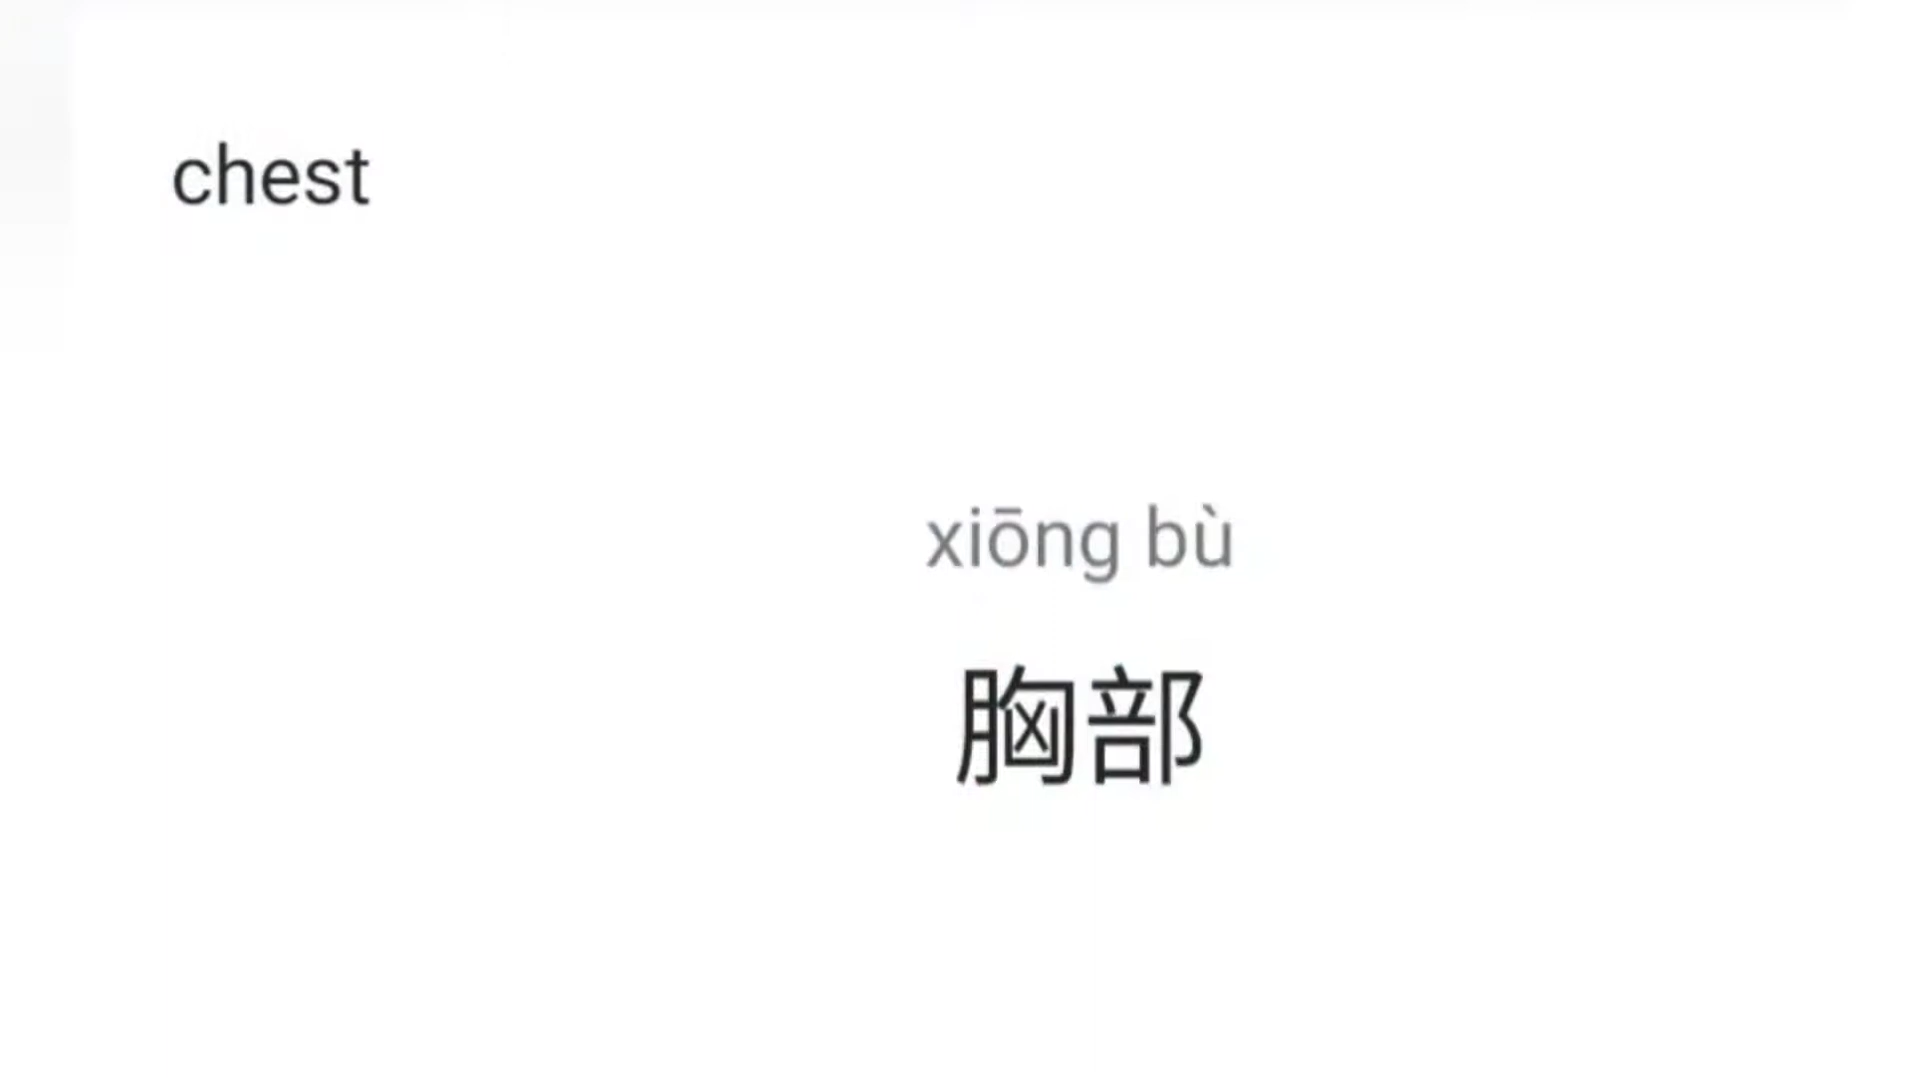 chest
xiōng bù
胸部